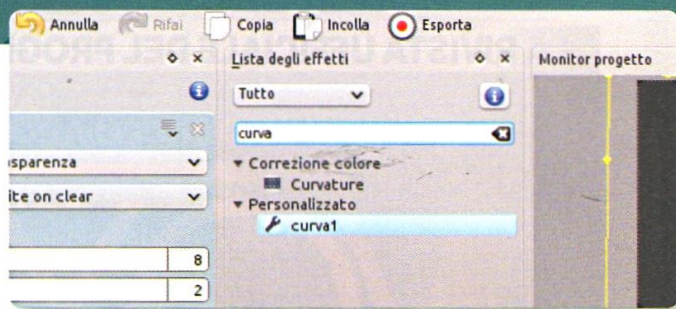 Annulla Rifai Copia Incolla Esporta
Lista degli effetti
Monitor progetto
Tutto
curva
sparenza
Correzione colore
Curvature
ite on clear
Personalizzato
curva1
8
2